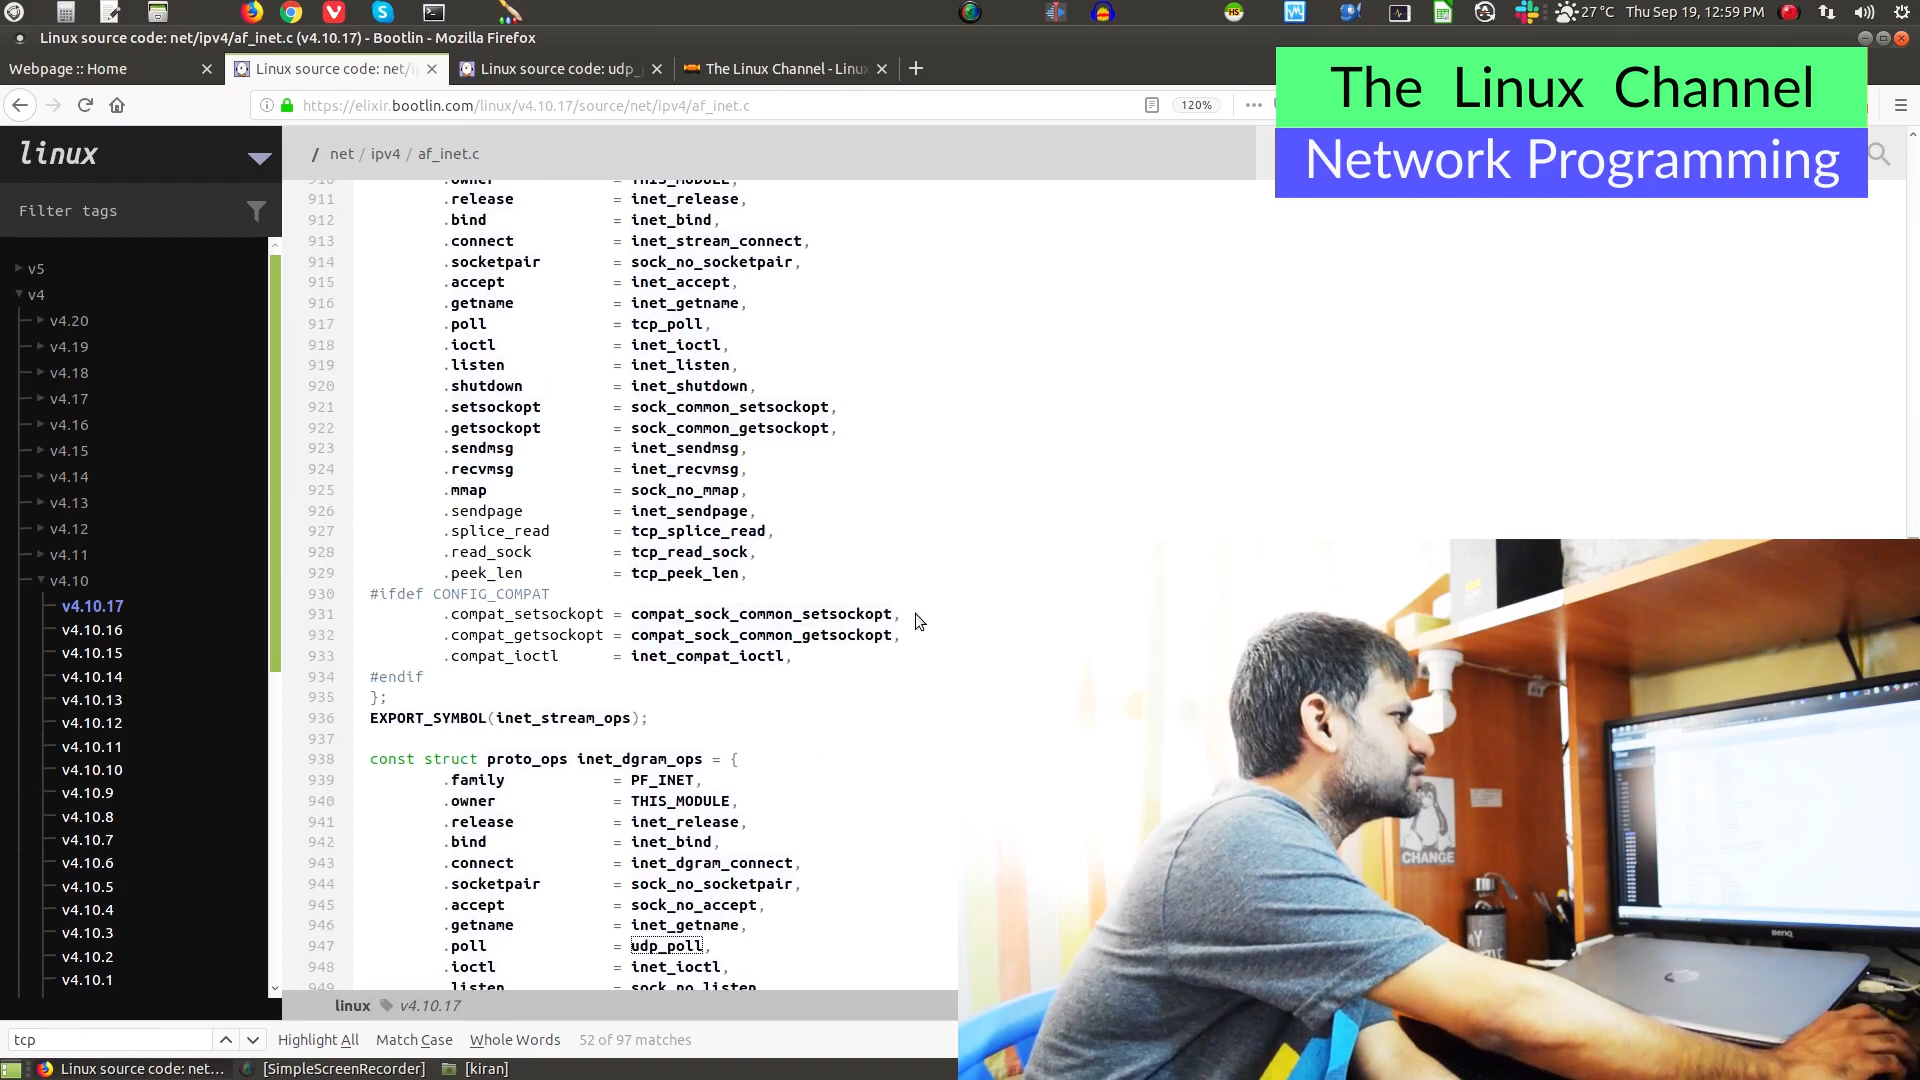 27 °C Thu Sep 19, 12:59 PM
Linux source code: net/ipv4/af_inet.c (v4.10.17) - Bootlin - Mozilla Firefox
Webpage :: Home
Linux source code: net/i
Linux source code: udp_
The Linux Channel - Linux
https://elixir.bootlin.com/linux/v4.10.17/source/net/ipv4/af_inet.c
120%
The Linux Channel
Network Programming
linux
/ net / ipv4 / af_inet.c
Filter tags
v5
v4
v4.20
v4.19
v4.18
v4.17
v4.16
v4.15
v4.14
v4.13
v4.12
v4.11
v4.10
v4.10.17
v4.10.16
v4.10.15
v4.10.14
v4.10.13
v4.10.12
v4.10.11
v4.10.10
v4.10.9
v4.10.8
v4.10.7
v4.10.6
v4.10.5
v4.10.4
v4.10.3
v4.10.2
v4.10.1
910 .owner = THIS_MODULE,
911 .release = inet_release,
912 .bind = inet_bind,
913 .connect = inet_stream_connect,
914 .socketpair = sock_no_socketpair,
915 .accept = inet_accept,
916 .getname = inet_getname,
917 .poll = tcp_poll,
918 .ioctl = inet_ioctl,
919 .listen = inet_listen,
920 .shutdown = inet_shutdown,
921 .setsockopt = sock_common_setsockopt,
922 .getsockopt = sock_common_getsockopt,
923 .sendmsg = inet_sendmsg,
924 .recvmsg = inet_recvmsg,
925 .mmap = sock_no_mmap,
926 .sendpage = inet_sendpage,
927 .splice_read = tcp_splice_read,
928 .read_sock = tcp_read_sock,
929 .peek_len = tcp_peek_len,
930 #ifdef CONFIG_COMPAT
931 .compat_setsockopt = compat_sock_common_setsockopt,
932 .compat_getsockopt = compat_sock_common_getsockopt,
933 .compat_ioctl = inet_compat_ioctl,
934 #endif
935 };
936 EXPORT_SYMBOL(inet_stream_ops);
937
938 const struct proto_ops inet_dgram_ops = {
939 .family = PF_INET,
940 .owner = THIS_MODULE,
941 .release = inet_release,
942 .bind = inet_bind,
943 .connect = inet_dgram_connect,
944 .socketpair = sock_no_socketpair,
945 .accept = sock_no_accept,
946 .getname = inet_getname,
947 .poll = udp_poll,
948 .ioctl = inet_ioctl,
949 .listen = sock_no_listen
linux v4.10.17
tcp
Highlight All Match Case Whole Words 52 of 97 matches
Linux source code: net...
[SimpleScreenRecorder]
[kiran]
CHANGE
BenQ
MY